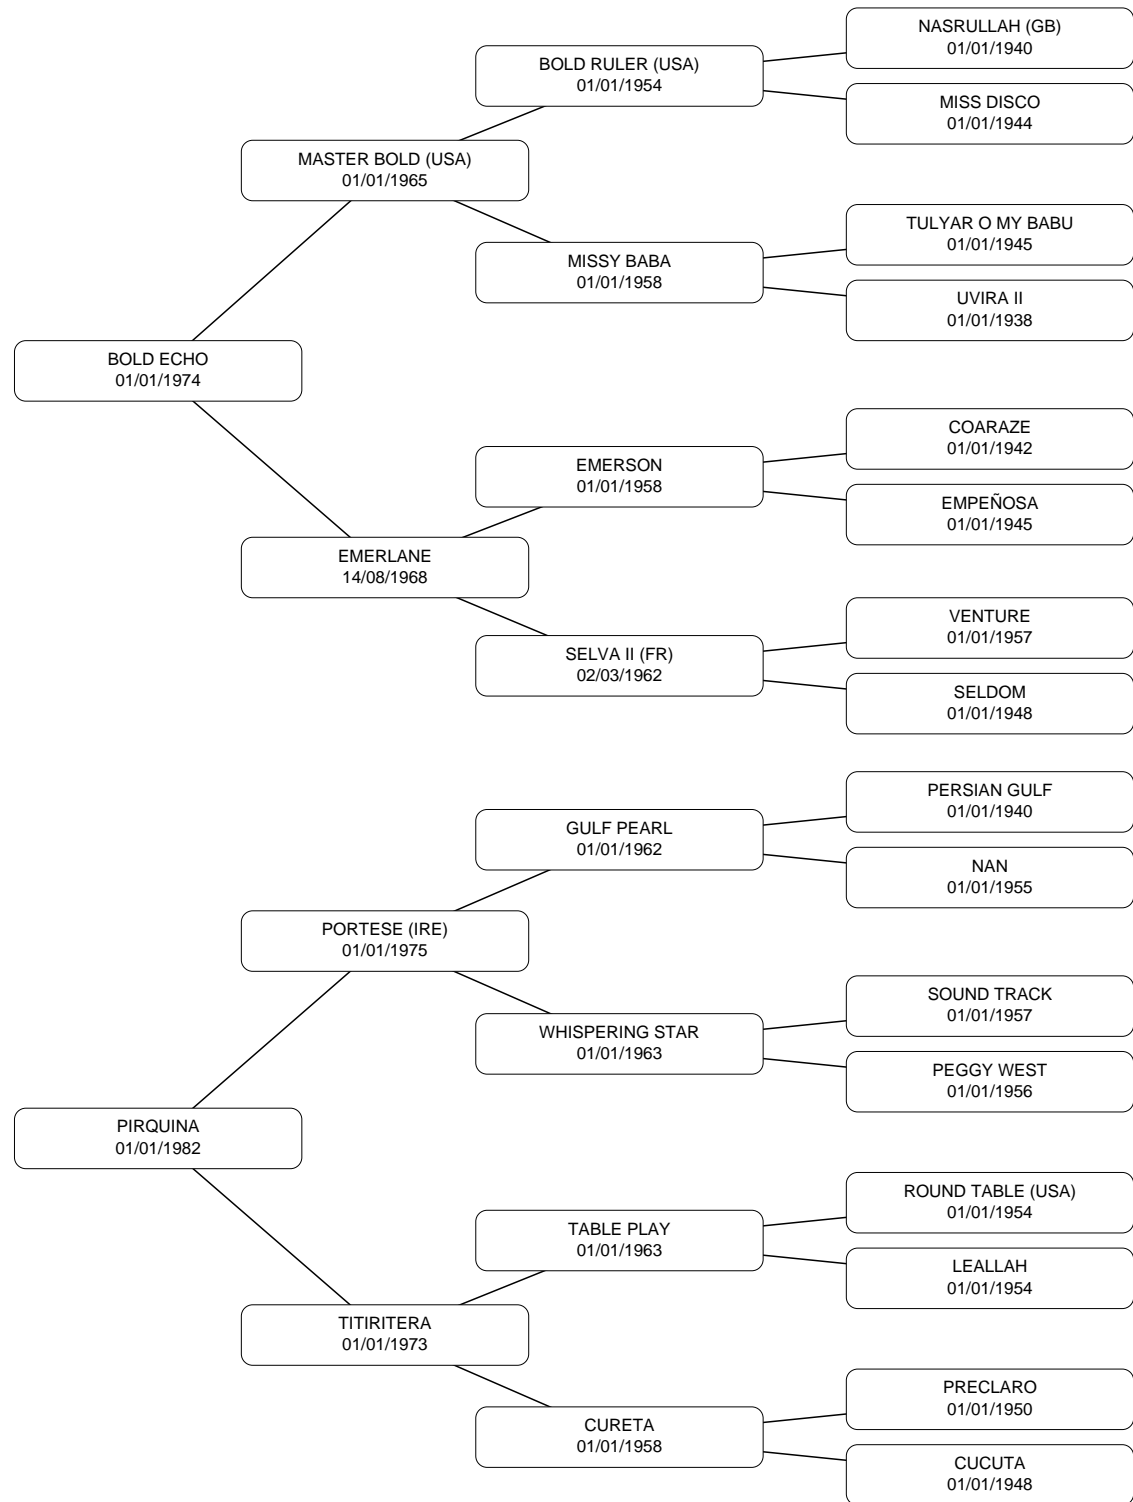 NASRULLAH (GB)
01/01/1940
BOLD RULER (USA)
01/01/1954
MISS DISCO
01/01/1944
MASTER BOLD (USA)
01/01/1965
TULYAR O MY BABU
01/01/1945
MISSY BABA
01/01/1958
UVIRA II
01/01/1938
BOLD ECHO
01/01/1974
COARAZE
01/01/1942
EMERSON
01/01/1958
EMPEÑOSA
01/01/1945
EMERLANE
14/08/1968
VENTURE
01/01/1957
SELVA II (FR)
02/03/1962
SELDOM
01/01/1948
PERSIAN GULF
01/01/1940
GULF PEARL
01/01/1962
NAN
01/01/1955
PORTESE (IRE)
01/01/1975
SOUND TRACK
01/01/1957
WHISPERING STAR
01/01/1963
PEGGY WEST
01/01/1956
PIRQUINA
01/01/1982
ROUND TABLE (USA)
01/01/1954
TABLE PLAY
01/01/1963
LEALLAH
01/01/1954
TITIRITERA
01/01/1973
PRECLARO
01/01/1950
CURETA
01/01/1958
CUCUTA
01/01/1948